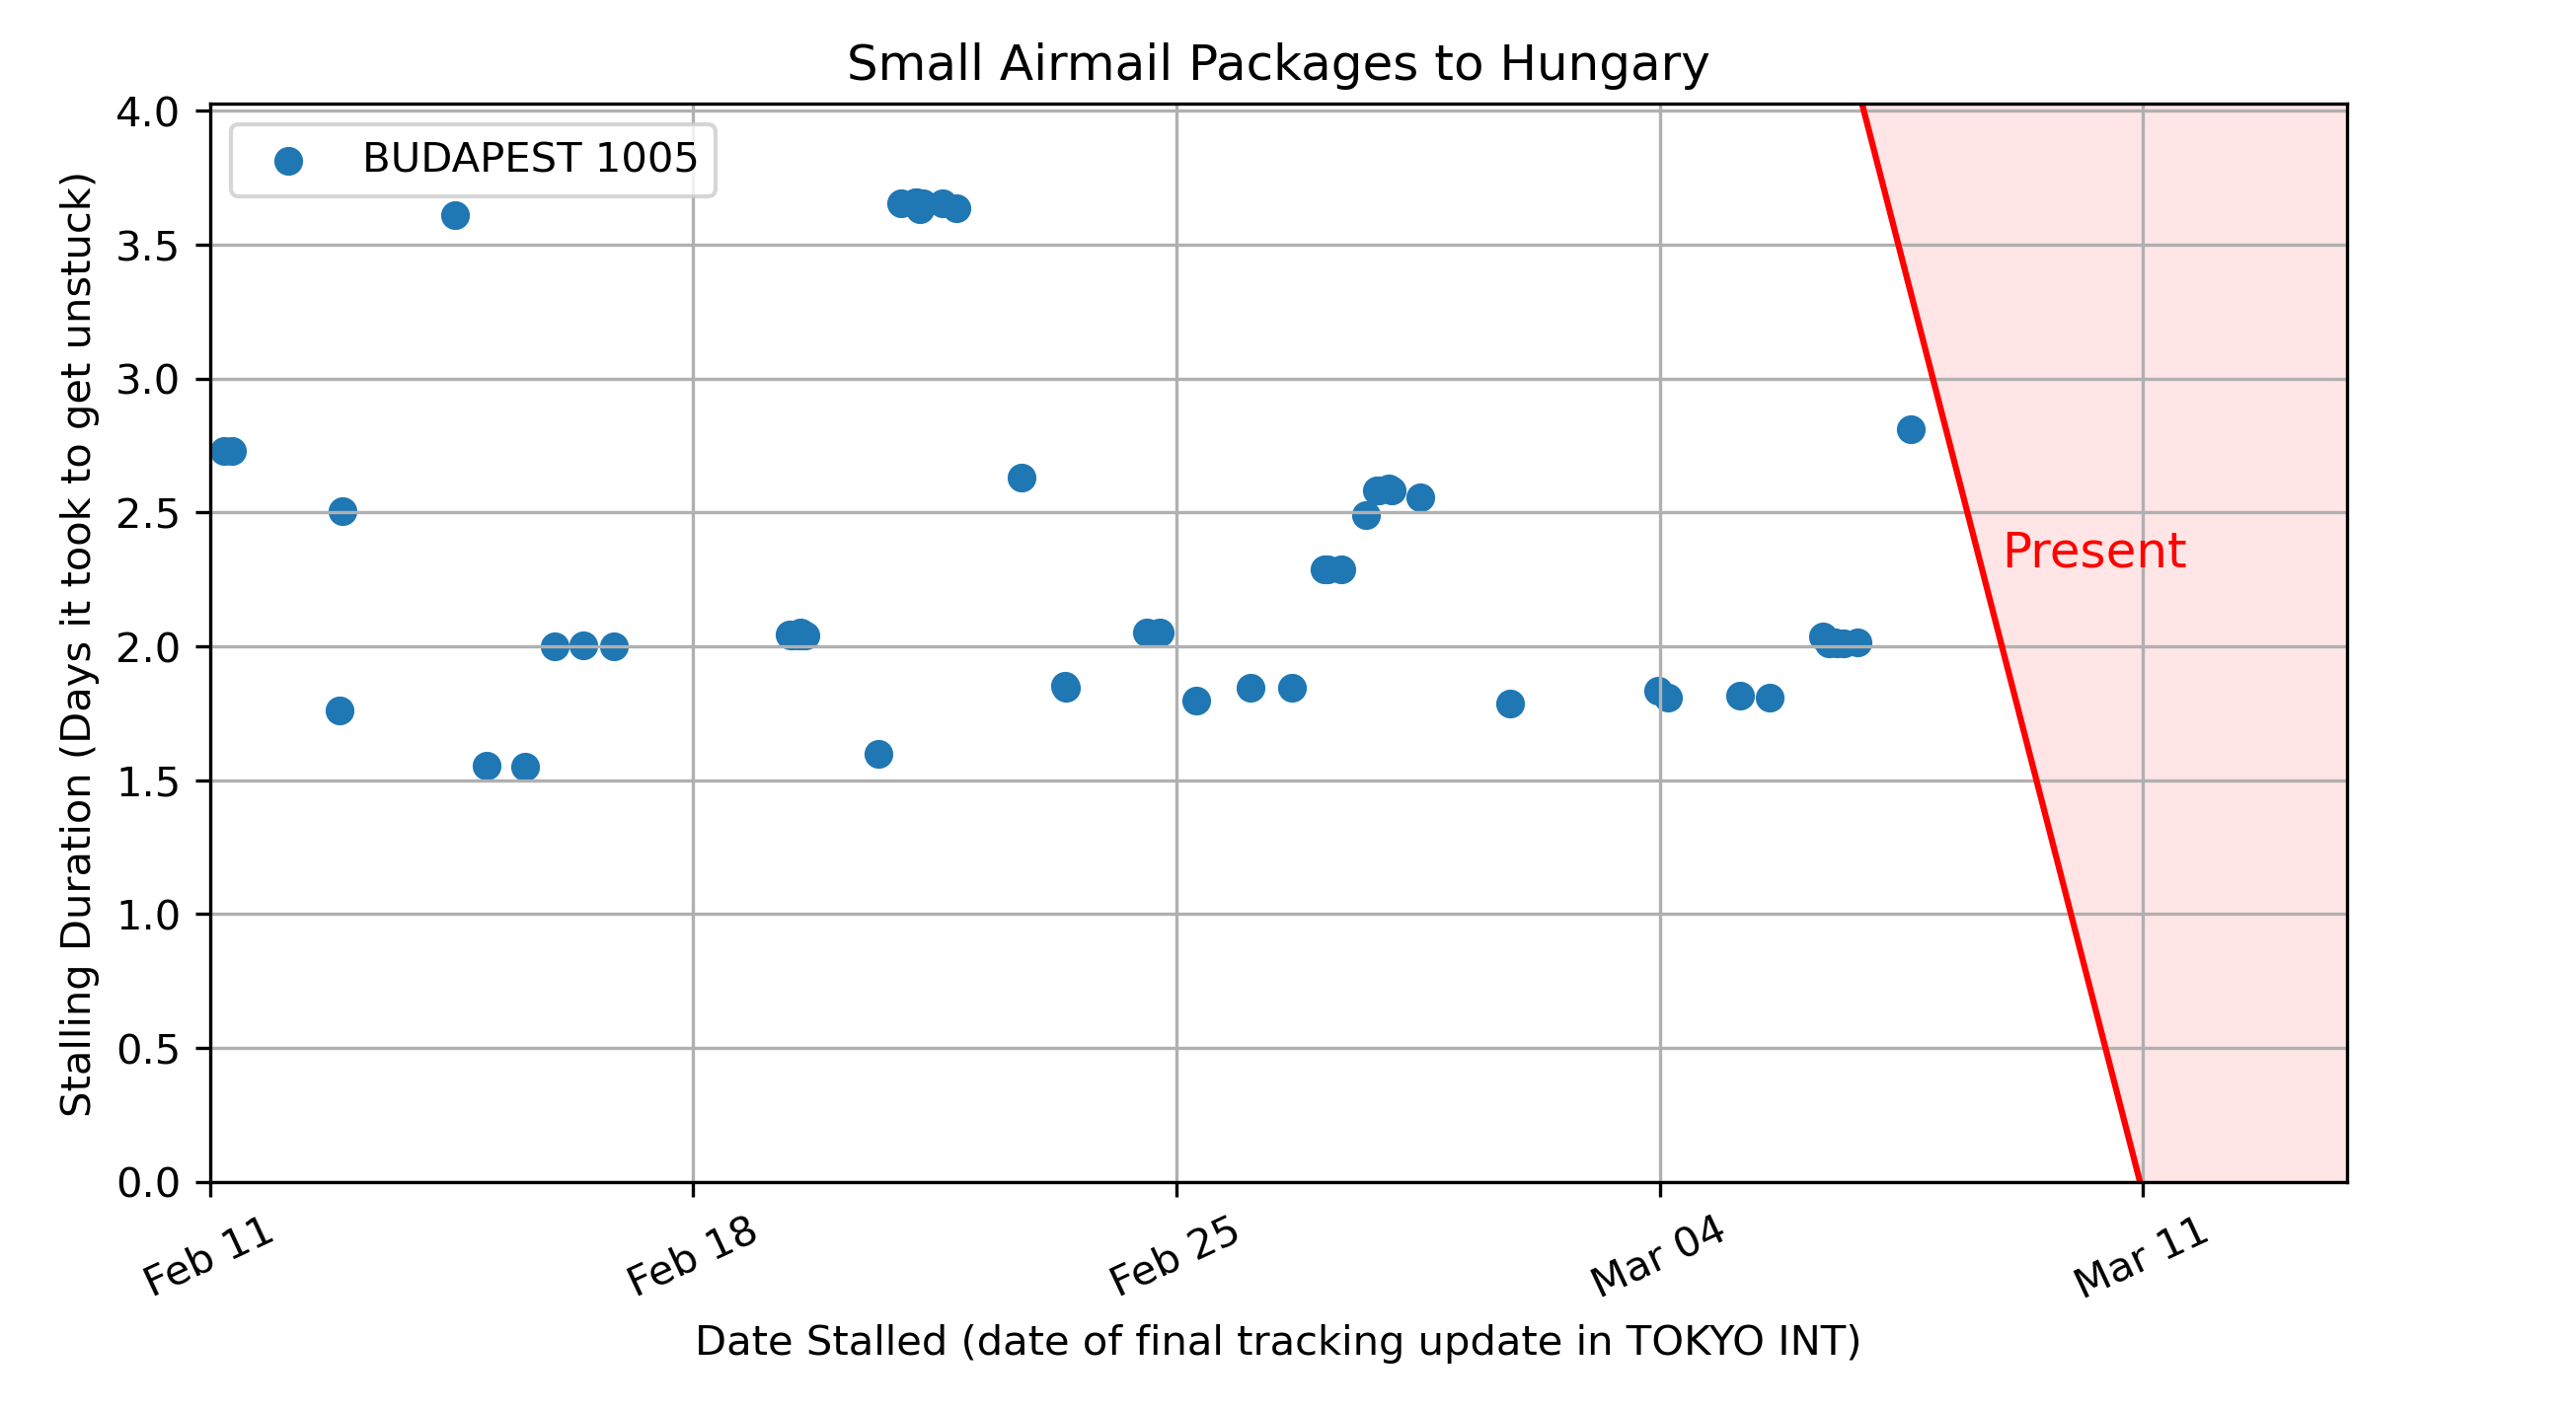 Small Airmail Packages to Hungary
BUDAPEST 1005
Stalling Duration (Days it took to get unstuck)
4.0
3.5
3.0
2.5
2.0
1.5
1.0
0.5
0.0
Present
Feb 11
Feb 18
Feb 25
Mar 04
Mar 11
Date Stalled (date of final tracking update in TOKYO INT)